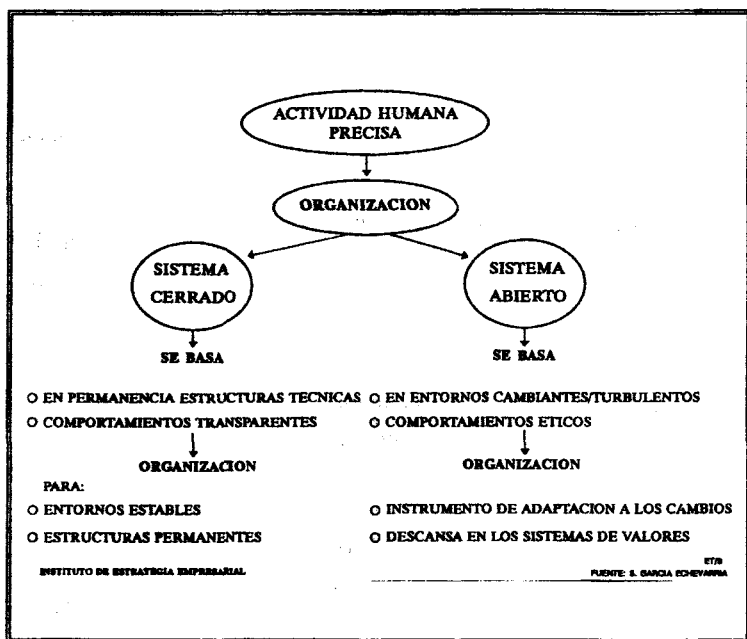 ACTIVIDAD HUMANA
PRECISA
ORGANIZACION
SISTEMA
CERRADO
SISTEMA
ABIERTO
SE BASA
SE BASA
O EN PERMANENCIA ESTRUCTURAS TECNICAS
O COMPORTAMIENTOS TRANSPARENTES
O EN ENTORNOS CAMBIANTES/TURBULENTOS
O COMPORTAMIENTOS ETICOS
ORGANIZACION
PARA:
O ENTORNOS ESTABLES
O ESTRUCTURAS PERMANENTES
ORGANIZACION
O INSTRUMENTO DE ADAPTACION A LOS CAMBIOS
O DESCANSA EN LOS SISTEMAS DE VALORES
INSTITUTO DE ESTRATEGIA EMPRESARIAL
FUENTE: S. GARCIA ECHEVARRIA